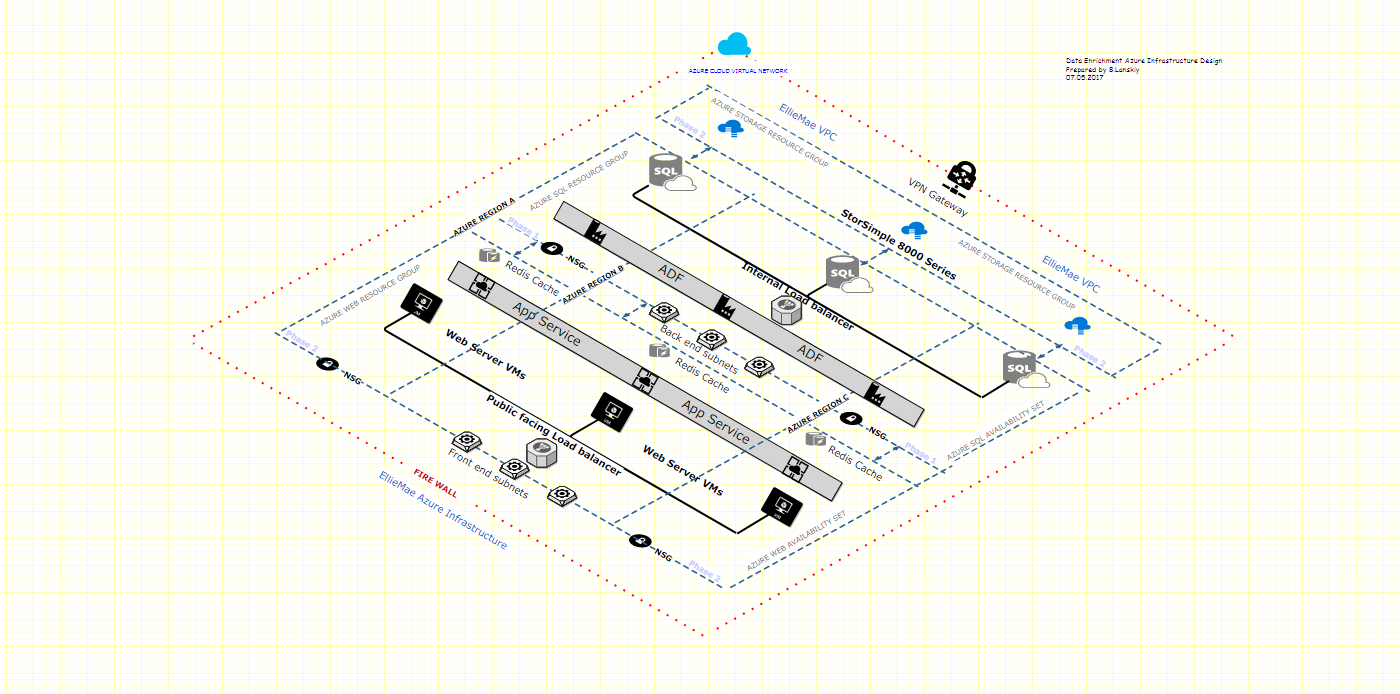 AZURE CLOUD VIRTUAL NETWORK
Data Enrichment Azure Infrastructure Design
Prepared by B.Lanskiy
07.05.2017
EllieMae VPC
AZURE STORAGE RESOURCE GROUP
Phase 2
SQL
AZURE SQL RESOURCE GROUP
VPN Gateway
StorSimple 8000 Series
AZURE REGION A
Phase 1
NSG
Redis Cache
ADF
AZURE REGION B
Internal Load balancer
SQL
AZURE STORAGE RESOURCE GROUP
EllieMae VPC
AZURE WEB RESOURCE GROUP
App Service
Back end subnets
Redis Cache
ADF
Phase 2
SQL
Phase 2
NSG
Web Server VMs
VM
App Service
AZURE REGION C
NSG
Phase 1
AZURE SQL AVAILABILITY SET
Redis Cache
Public facing Load balancer
Web Server VMs
Front end subnets
FIRE WALL
EllieMae Azure Infrastructure
VM
AZURE WEB AVAILABILITY SET
NSG
Phase 2